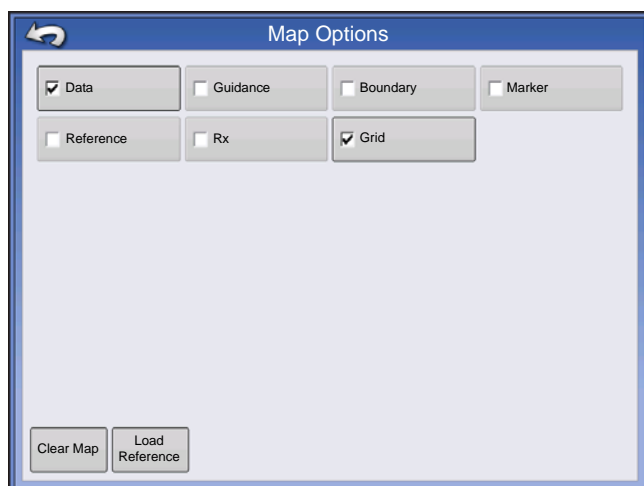 Map Options
Data
Guidance
Boundary
Marker
Reference
Rx
Grid
Clear Map
Load
Reference